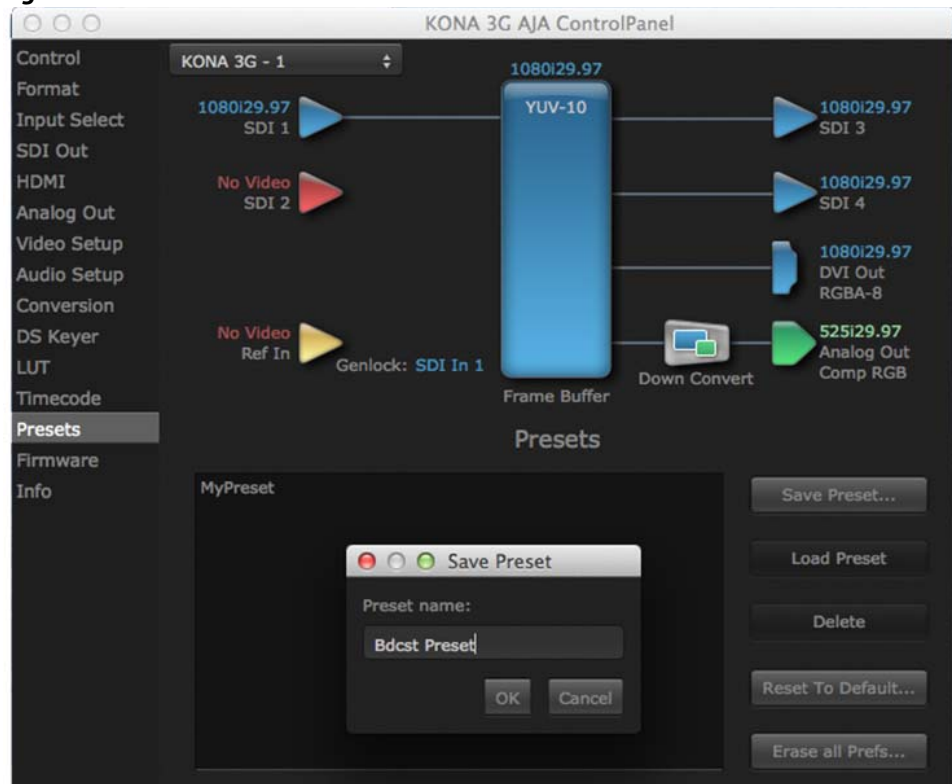 KONA 3G AJA ControlPanel
Control
Format
Input Select
SDI Out
HDMI
Analog Out
Video Setup
Audio Setup
Conversion
DS Keyer
LUT
Timecode
Presets
Firmware
Info
KONA 3G - 1
1080i29.97
YUV-10
Frame Buffer
1080i29.97
SDI 1
No Video
SDI 2
No Video
Ref In
Genlock: SDI In 1
1080i29.97
SDI 3
1080i29.97
SDI 4
1080i29.97
DVI Out
RGBA-8
Down Convert
525i29.97
Analog Out
Comp RGB
Presets
MyPreset
Save Preset
Preset name:
Bdcst Preset
OK
Cancel
Save Preset...
Load Preset
Delete
Reset To Default...
Erase all Prefs...